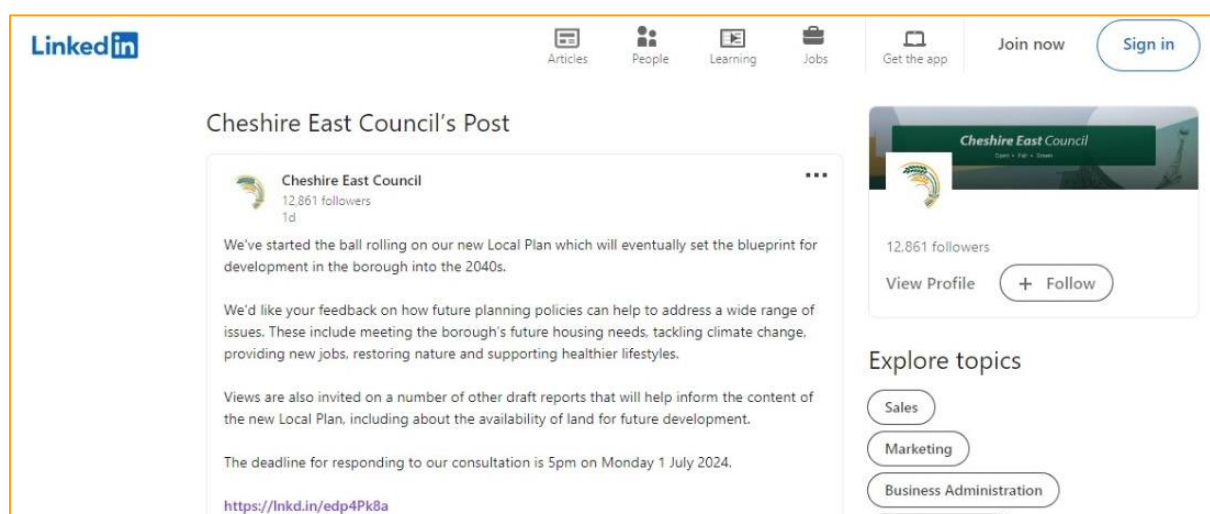 Linked in
Articles
People
Learning
Jobs
Get the app
Join now
Sign in
Cheshire East Council's Post
Cheshire East Council
12,861 followers
1d
We've started the ball rolling on our new Local Plan which will eventually set the blueprint for
development in the borough into the 2040s.
We'd like your feedback on how future planning policies can help to address a wide range of
issues. These include meeting the borough's future housing needs, tackling climate change,
providing new jobs, restoring nature and supporting healthier lifestyles.
Views are also invited on a number of other draft reports that will help inform the content of
the new Local Plan, including about the availability of land for future development.
The deadline for responding to our consultation is 5pm on Monday 1 July 2024.
https://lnkd.in/edp4Pk8a
Cheshire East Council
Open • Fair • Green
12,861 followers
View Profile
+ Follow
Explore topics
Sales
Marketing
Business Administration